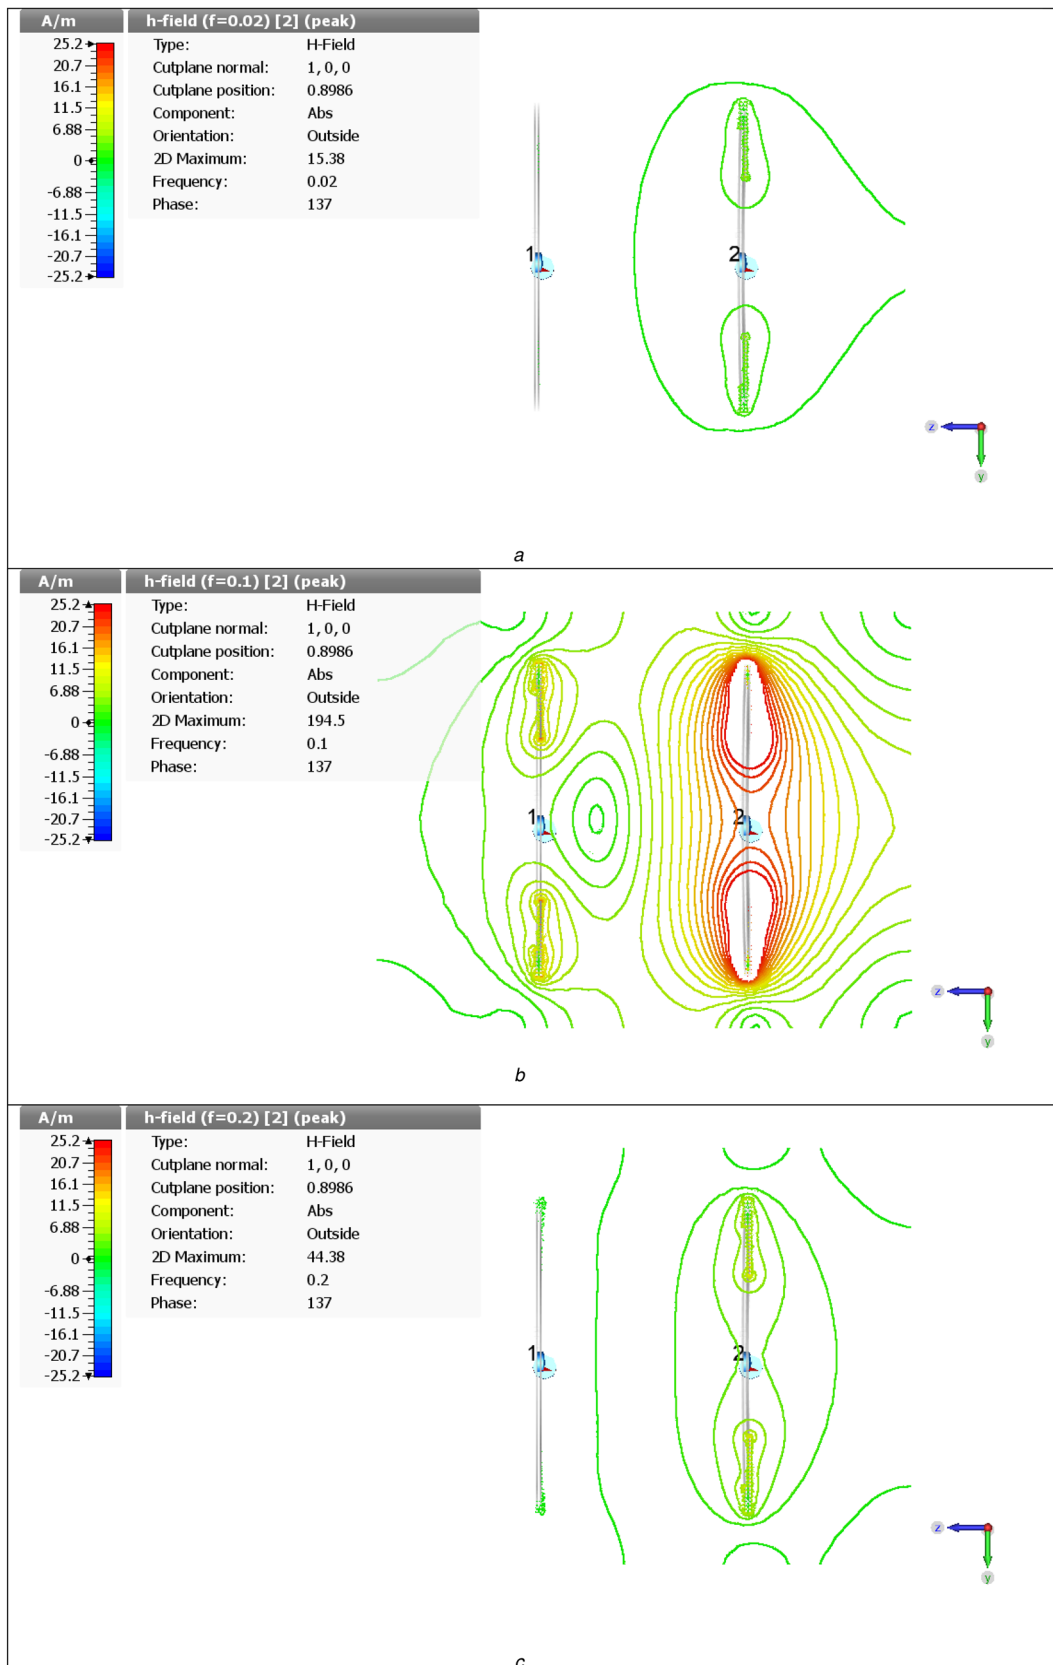 A/m h-field (f=0.02) [2] (peak)
25.2 Type: H-Field
20.7 Cutplane normal: 1, 0, 0
16.1 Cutplane position: 0.8986
11.5 Component: Abs
6.88 Orientation: Outside
0 2D Maximum: 15.38
-6.88 Frequency: 0.02
-11.5 Phase: 137
-16.1
-20.7
-25.2
1 2
z
y
a
A/m h-field (f=0.1) [2] (peak)
25.2 Type: H-Field
20.7 Cutplane normal: 1, 0, 0
16.1 Cutplane position: 0.8986
11.5 Component: Abs
6.88 Orientation: Outside
0 2D Maximum: 194.5
-6.88 Frequency: 0.1
-11.5 Phase: 137
-16.1
-20.7
-25.2
1 2
z
y
b
A/m h-field (f=0.2) [2] (peak)
25.2 Type: H-Field
20.7 Cutplane normal: 1, 0, 0
16.1 Cutplane position: 0.8986
11.5 Component: Abs
6.88 Orientation: Outside
0 2D Maximum: 44.38
-6.88 Frequency: 0.2
-11.5 Phase: 137
-16.1
-20.7
-25.2
1 2
z
y
c